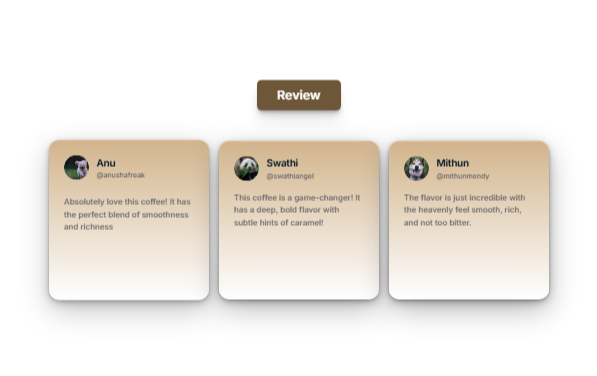 Review
Anu
@anushafreak
Absolutely love this coffee! It has
the perfect blend of smoothness
and richness
Swathi
@swathiangel
This coffee is a game-changer! It
has a deep, bold flavor with
subtle hints of caramel!
Mithun
@mithunmendy
The flavor is just incredible with
the heavenly feel smooth, rich,
and not too bitter.